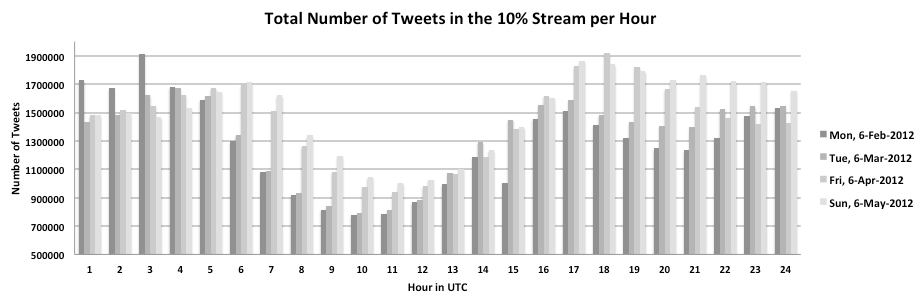 Total Number of Tweets in the 10% Stream per Hour
Number of Tweets
1900000
1700000
1500000
1300000
1100000
900000
700000
500000
1 2 3 4 5 6 7 8 9 10 11 12 13 14 15 16 17 18 19 20 21 22 23 24
Hour in UTC
Mon, 6-Feb-2012
Tue, 6-Mar-2012
Fri, 6-Apr-2012
Sun, 6-May-2012